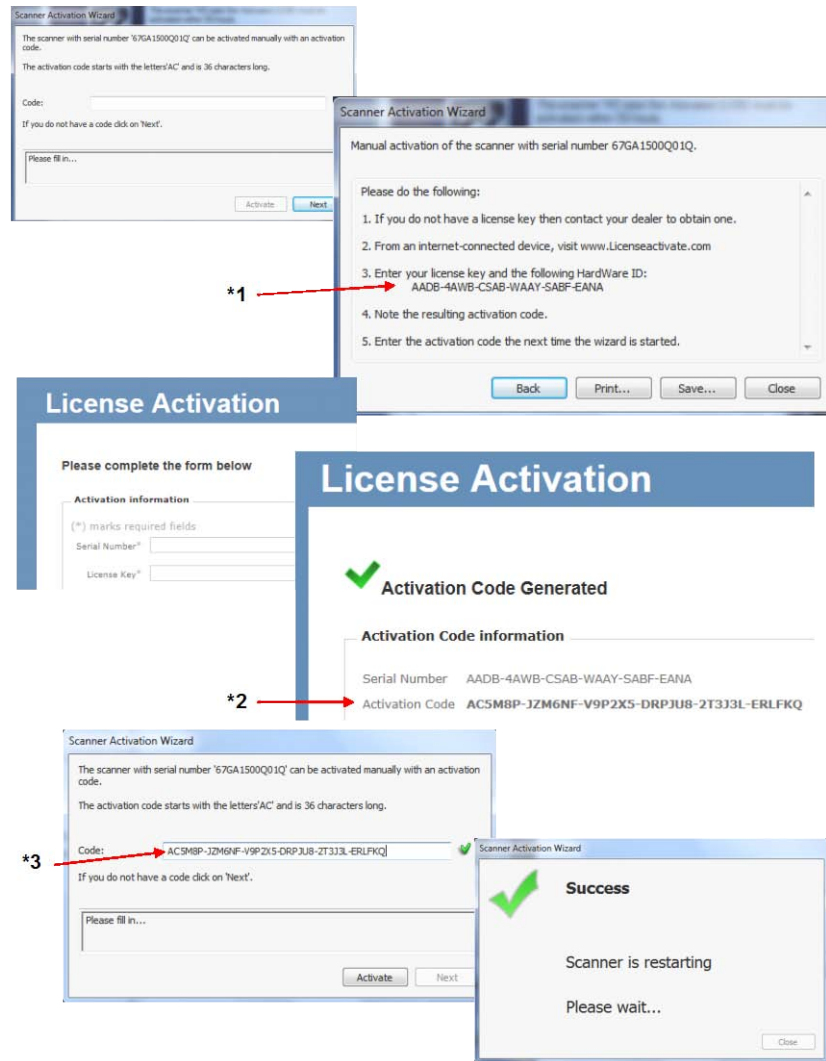 Scanner Activation Wizard
The scanner with serial number '67GA1500Q01Q' can be activated manually with an activation
code.
The activation code starts with the letters'AC' and is 36 characters long.
Code:
If you do not have a code click on 'Next'.
Please fill in...
Activate Next
Scanner Activation Wizard
Manual activation of the scanner with serial number 67GA1500Q01Q.
Please do the following:
1. If you do not have a license key then contact your dealer to obtain one.
2. From an internet-connected device, visit www.Licenseactivate.com
3. Enter your license key and the following HardWare ID:
AADB-4AWB-CSAB-WAAY-SABF-EANA
*1
4. Note the resulting activation code.
5. Enter the activation code the next time the wizard is started.
Back Print... Save... Close
License Activation
Please complete the form below
Activation information
(*) marks required fields
Serial Number*
License Key*
License Activation
Activation Code Generated
Activation Code information
Serial Number AADB-4AWB-CSAB-WAAY-SABF-EANA
*2 Activation Code AC5M8P-JZM6NF-V9P2X5-DRPJU8-2T3J3L-ERLFKQ
Scanner Activation Wizard
The scanner with serial number '67GA1500Q01Q' can be activated manually with an activation
code.
The activation code starts with the letters'AC' and is 36 characters long.
*3 Code: AC5M8P-JZM6NF-V9P2X5-DRPJU8-2T3J3L-ERLFKQ
If you do not have a code click on 'Next'.
Please fill in...
Activate Next
Scanner Activation Wizard
Success
Scanner is restarting
Please wait...
Close